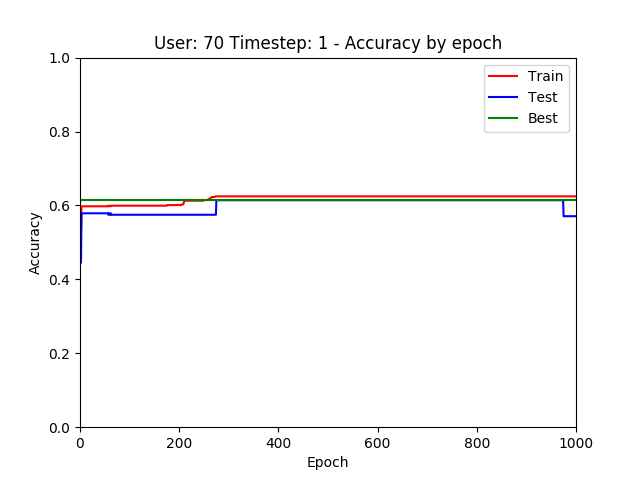 User: 70 Timestep: 1 - Accuracy by epoch
1.0
0.8
0.6
0.4
0.2
0.0
Accuracy
Train
Test
Best
0 200 400 600 800 1000
Epoch